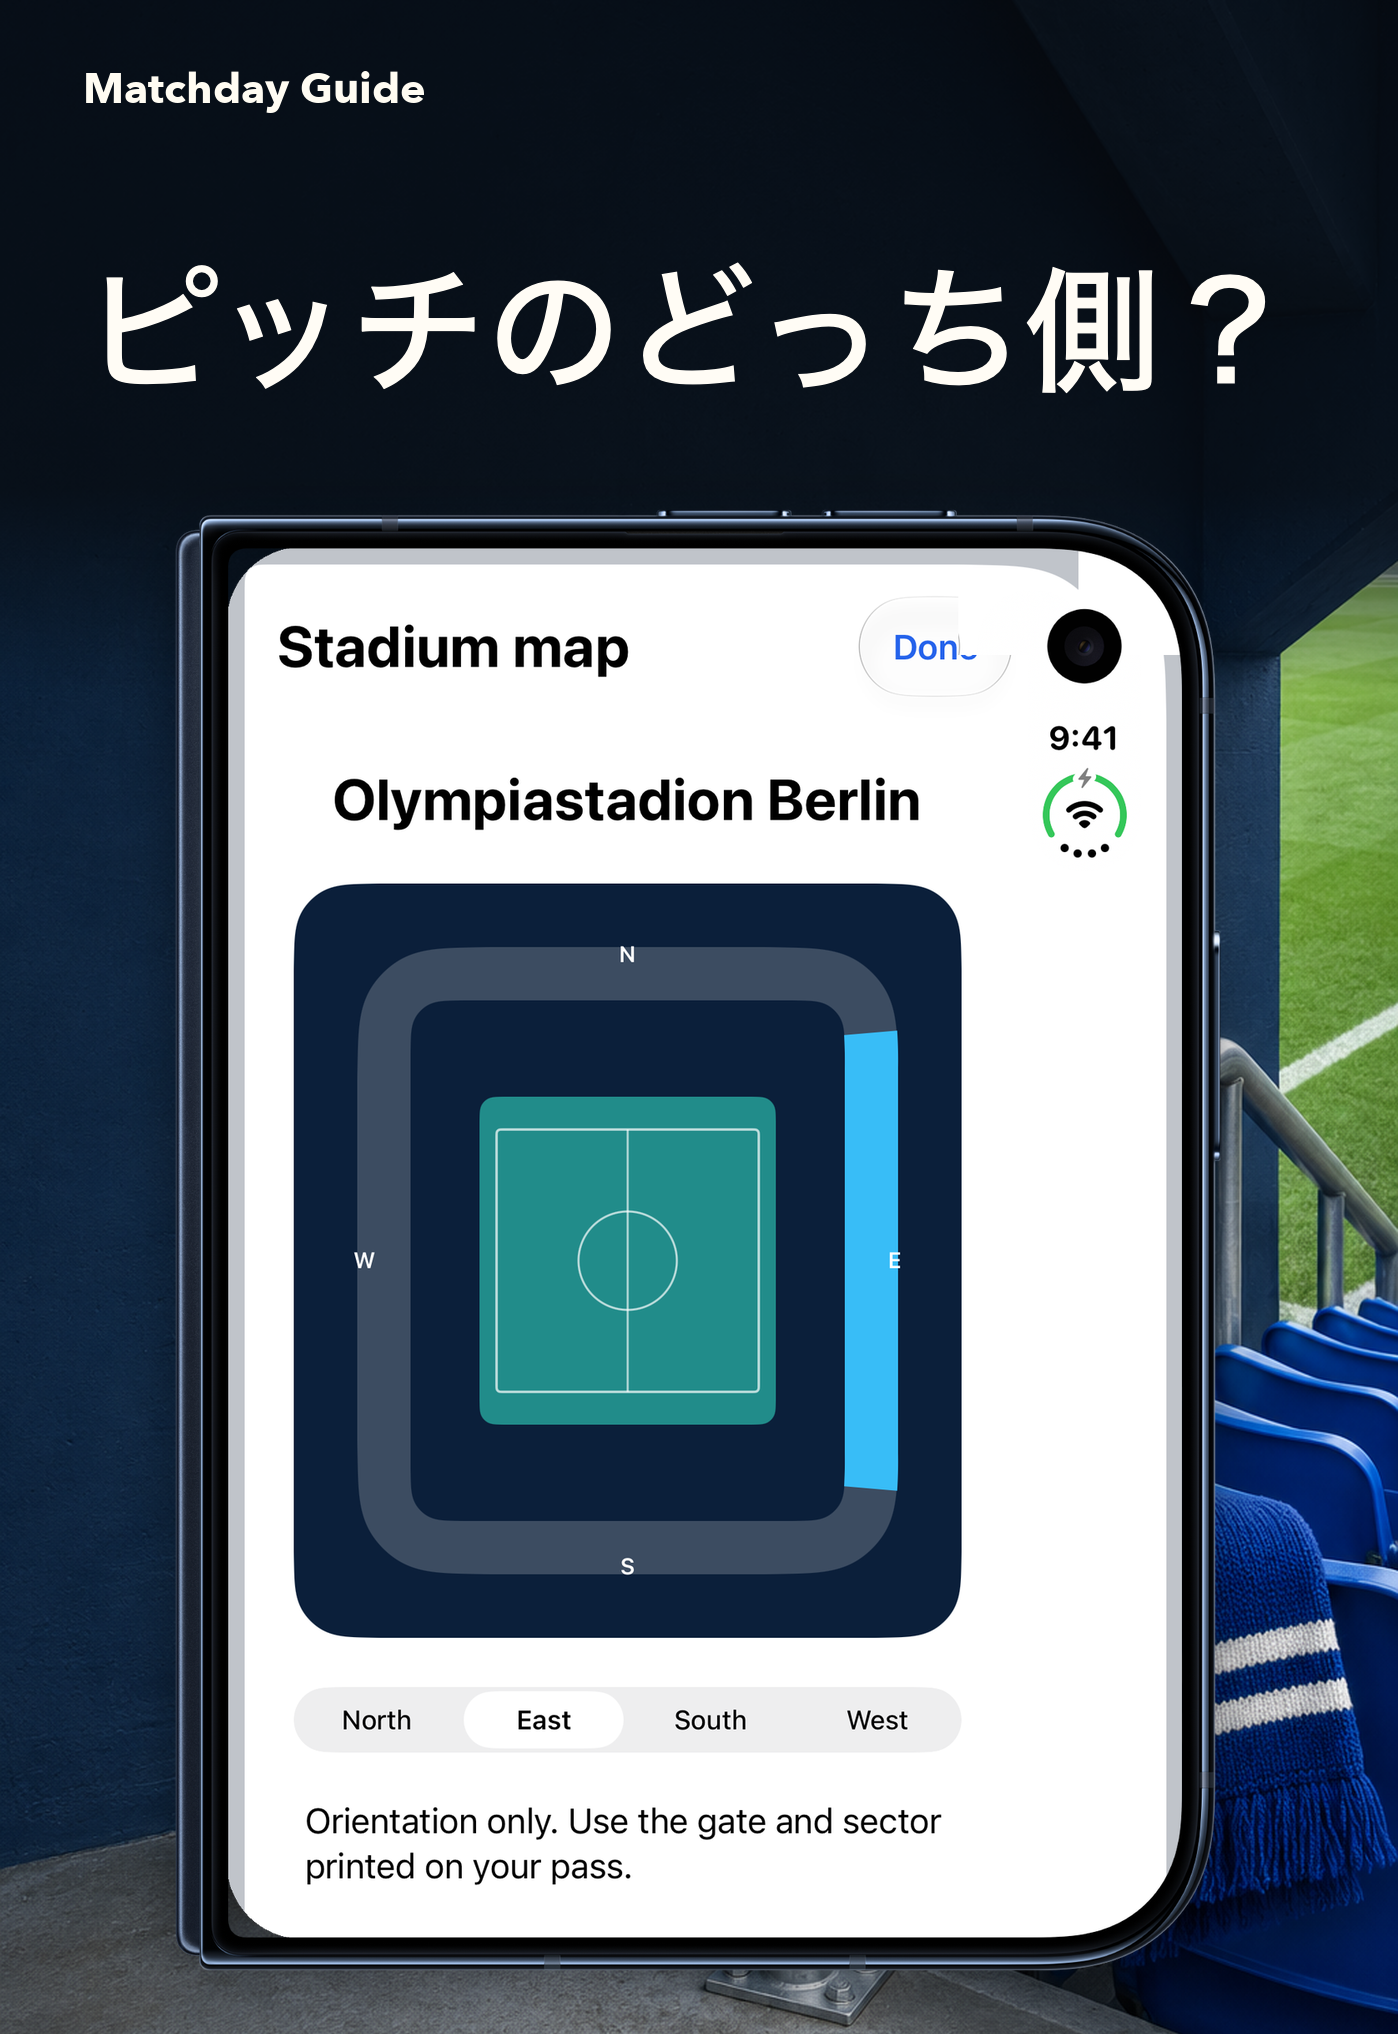 Matchday Guide
ピッチのどっち側？
Stadium map
Done
9:41
Olympiastadion Berlin
N
W
E
S
North
East
South
West
Orientation only. Use the gate and sector
printed on your pass.